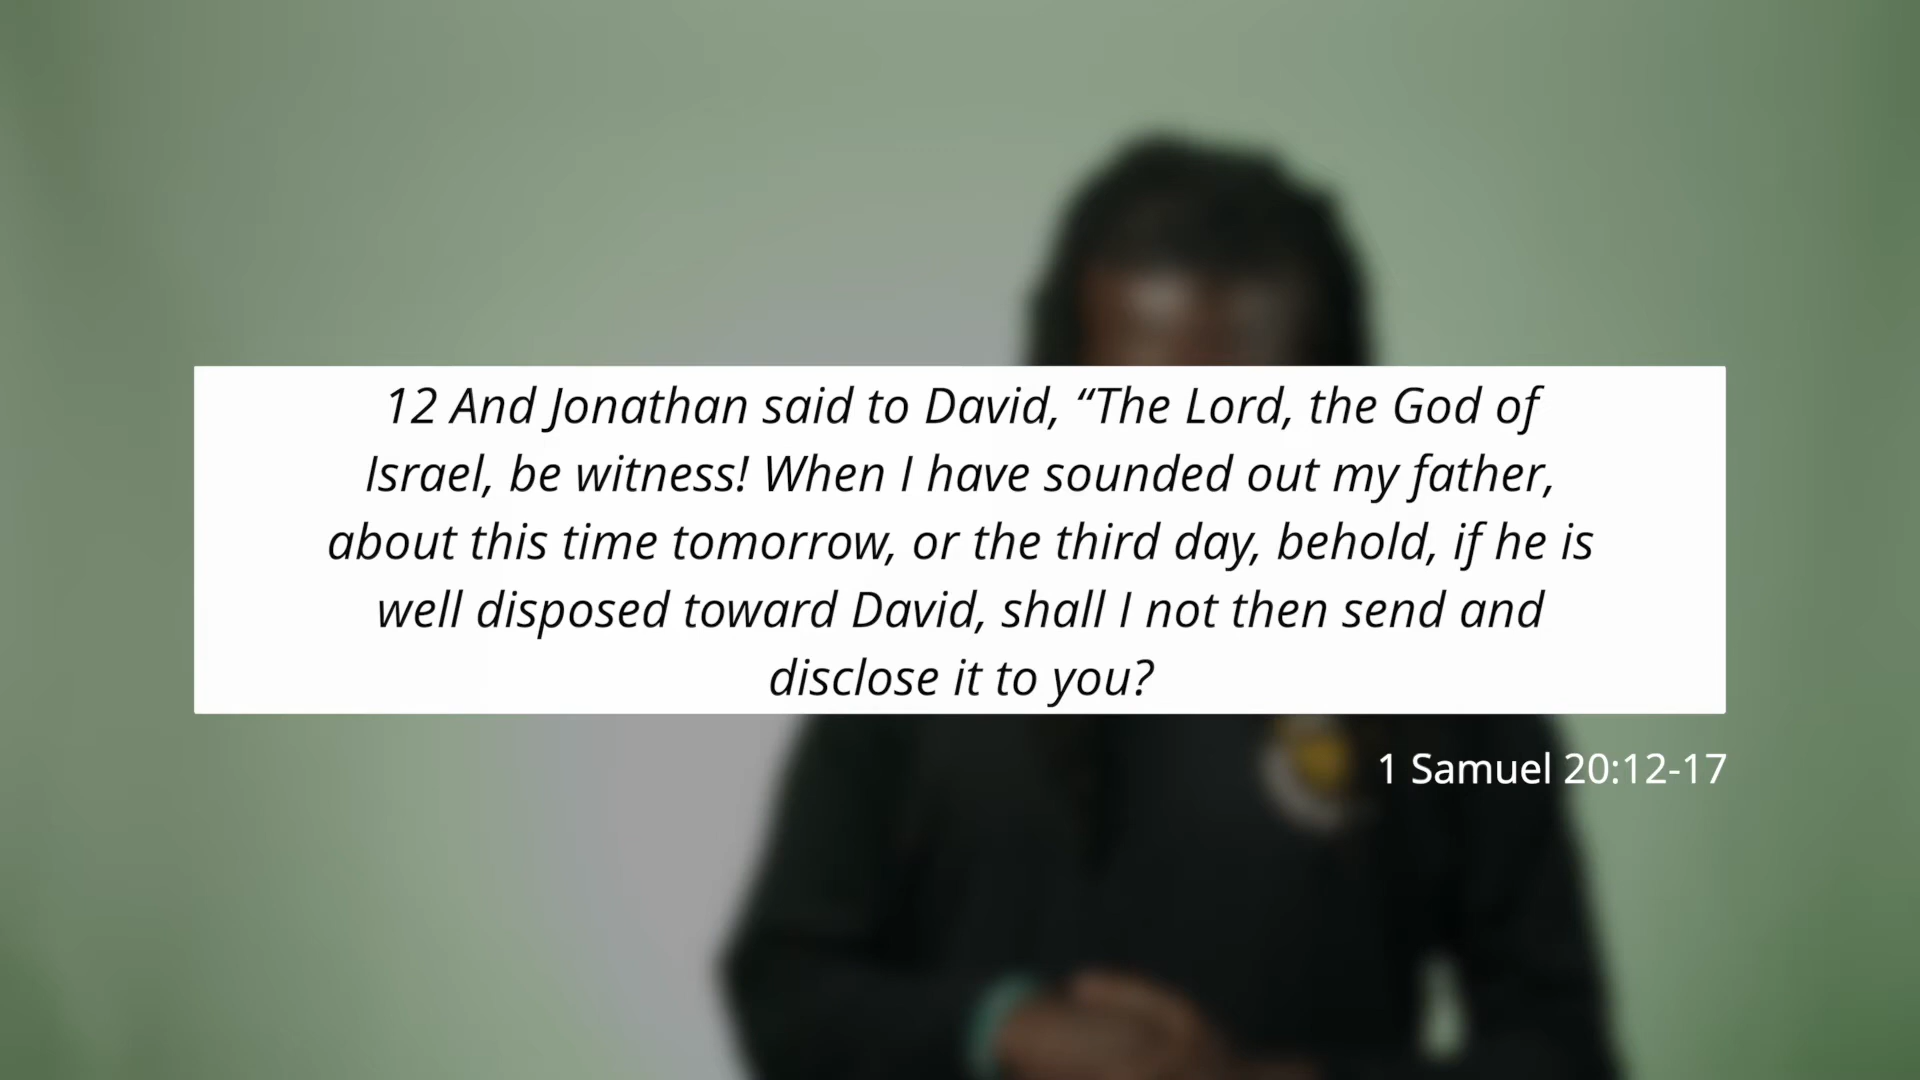 12 And Jonathan said to David, “The Lord, the God of
Israel, be witness! When I have sounded out my father,
about this time tomorrow, or the third day, behold, if he is
well disposed toward David, shall I not then send and
disclose it to you?
1 Samuel 20:12-17